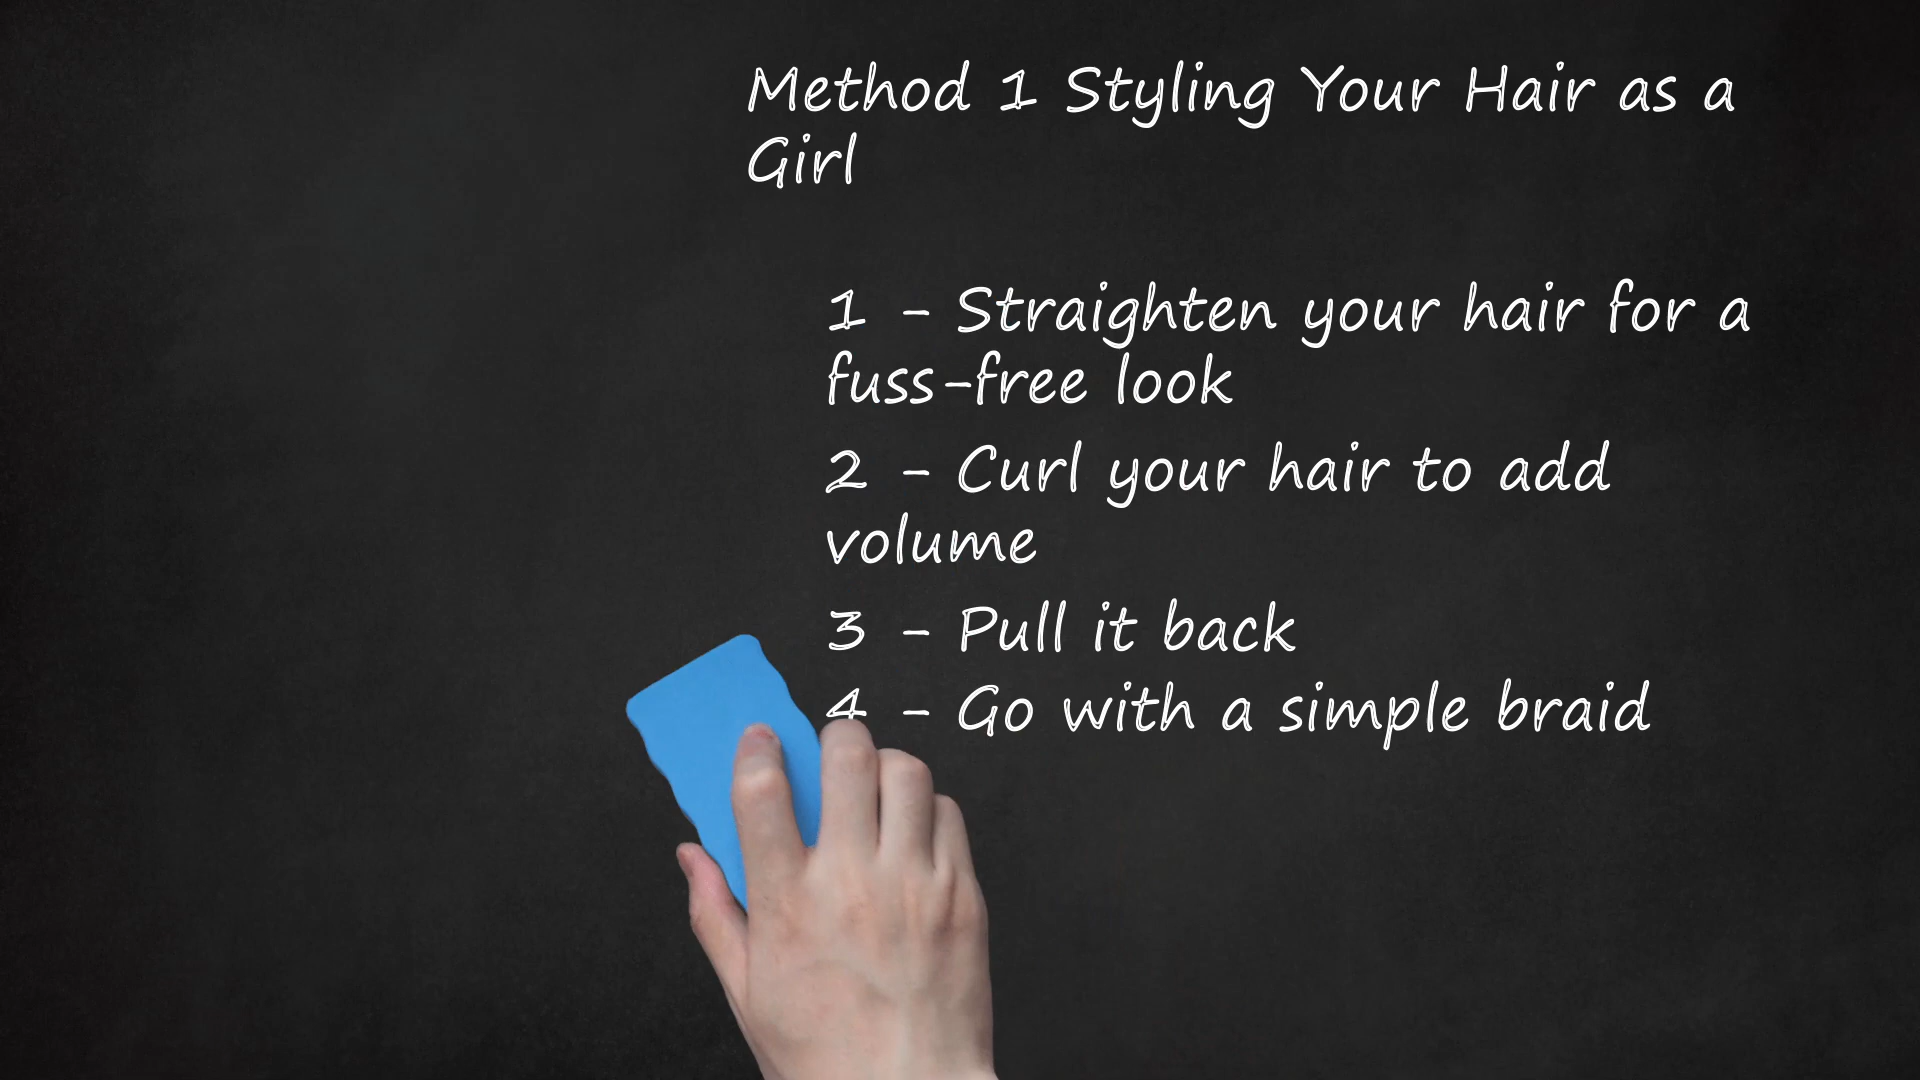 Method 1 Styling Your Hair as a
Girl
1 - Straighten your hair for a
fuss-free look
2 - Curl your hair to add
volume
3 - Pull it back
4 - Go with a simple braid